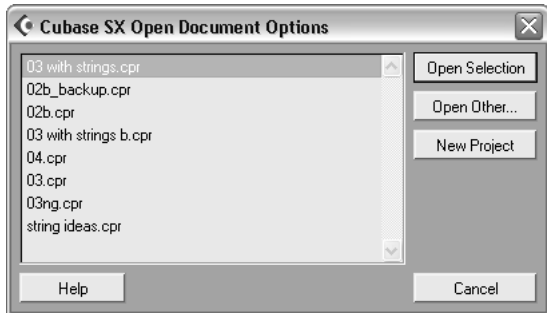 Cubase SX Open Document Options
03 with strings.cpr
02b_backup.cpr
02b.cpr
03 with strings b.cpr
04.cpr
03.cpr
03ng.cpr
string ideas.cpr
Open Selection
Open Other...
New Project
Help
Cancel